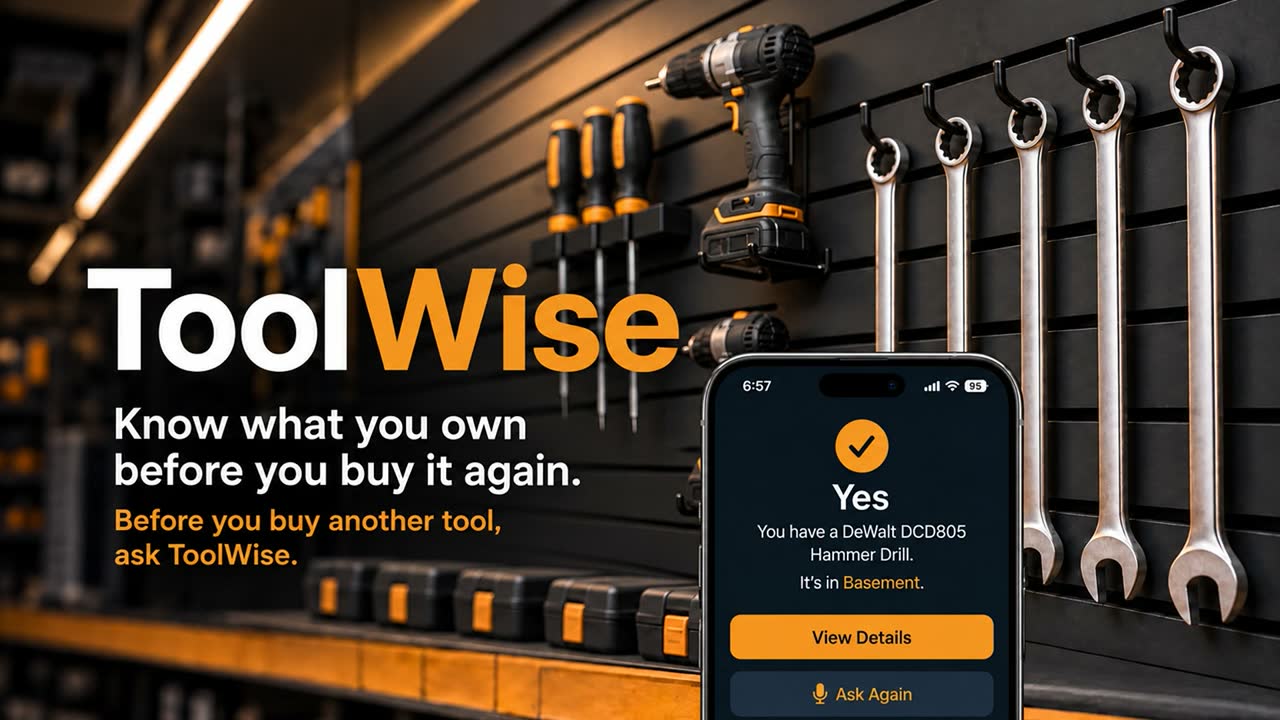 ToolWise
Know what you own
before you buy it again.
Before you buy another tool,
ask ToolWise.
6:57
95
Yes
You have a DeWalt DCD805
Hammer Drill.
It's in Basement.
View Details
Ask Again